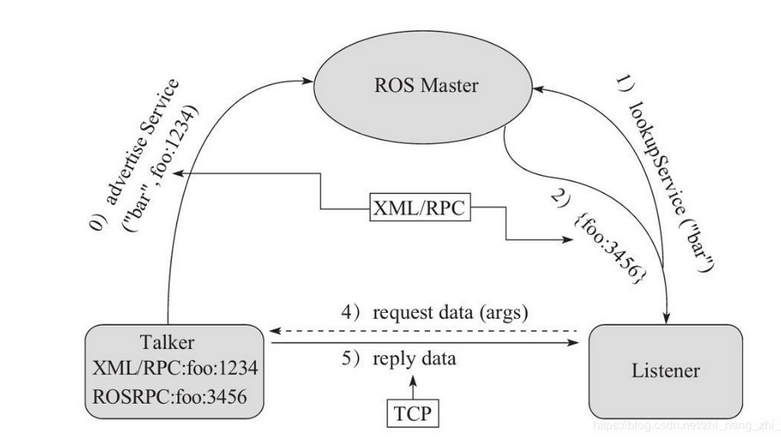 ROS Master
0）advertise Service
("bar", foo:1234)
1）lookupService ("bar")
XML/RPC
2）{foo:3456}
4）request data (args)
5）reply data
TCP
Talker
XML/RPC:foo:1234
ROSRPC:foo:3456
Listener
https://blog.csdn.net/zhi_neng_zhi_